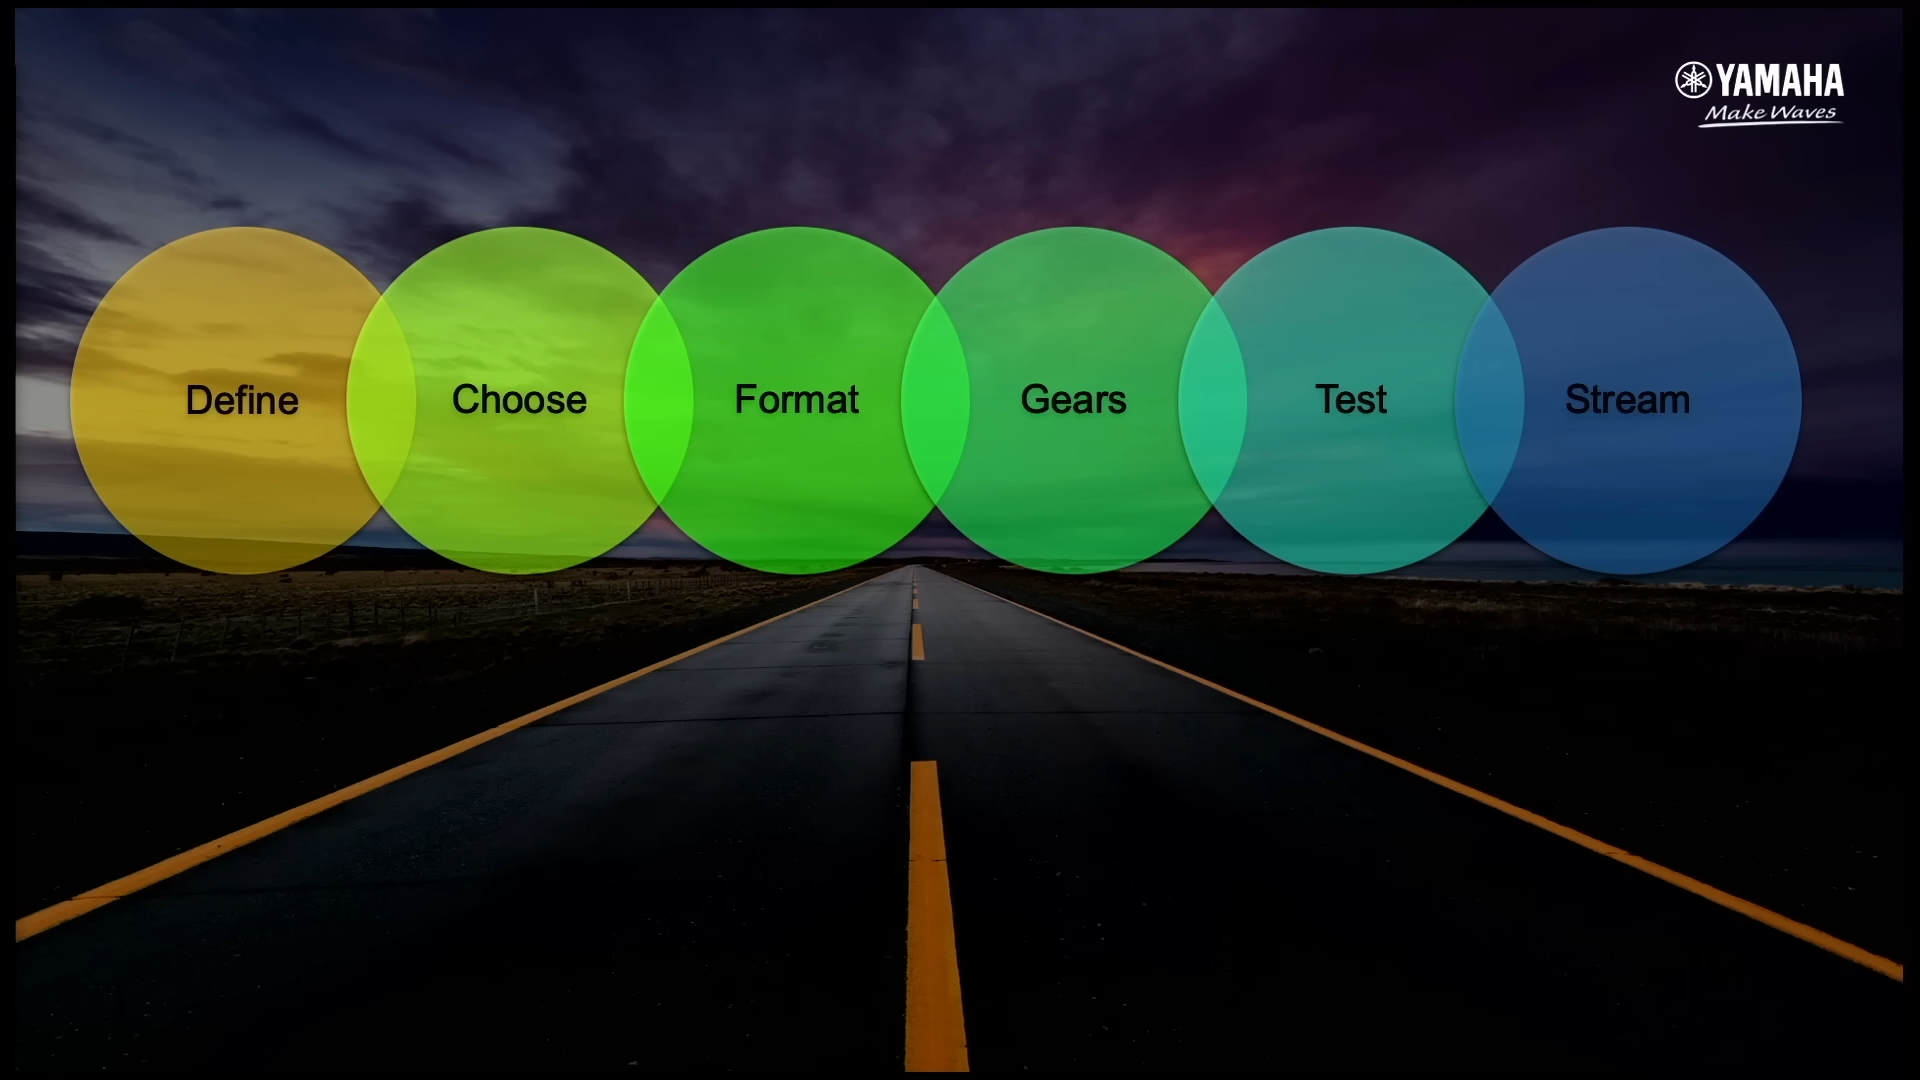 YAMAHA
Make Waves
Define
Choose
Format
Gears
Test
Stream